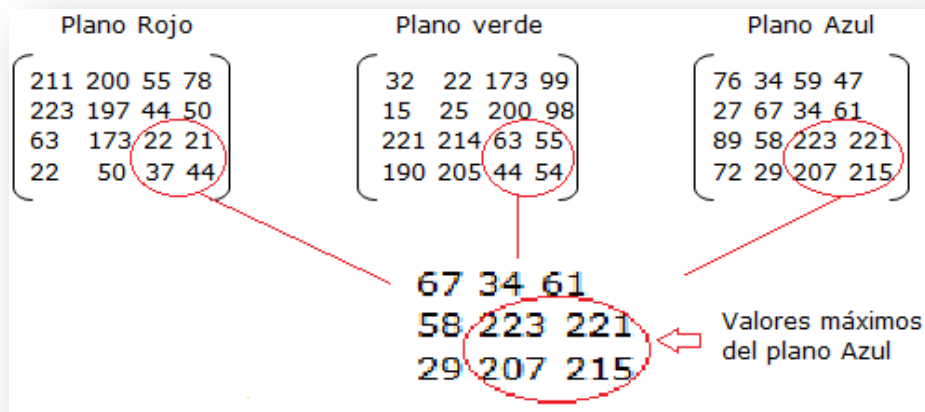 Plano Rojo
211 200 55 78
223 197 44 50
63 173 22 21
22 50 37 44
Plano verde
32 22 173 99
15 25 200 98
221 214 63 55
190 205 44 54
Plano Azul
76 34 59 47
27 67 34 61
89 58 223 221
72 29 207 215
67 34 61
58 223 221
29 207 215
Valores máximos
del plano Azul